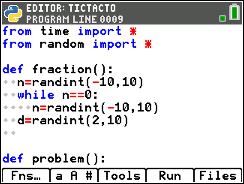 EDITOR: TICTACTO
PROGRAM LINE 0009
from time import *
from random import *
def fraction():
n=randint(-10,10)
while n==0:
n=randint(-10,10)
d=randint(2,10)
def problem():
Fns… a A # Tools Run Files